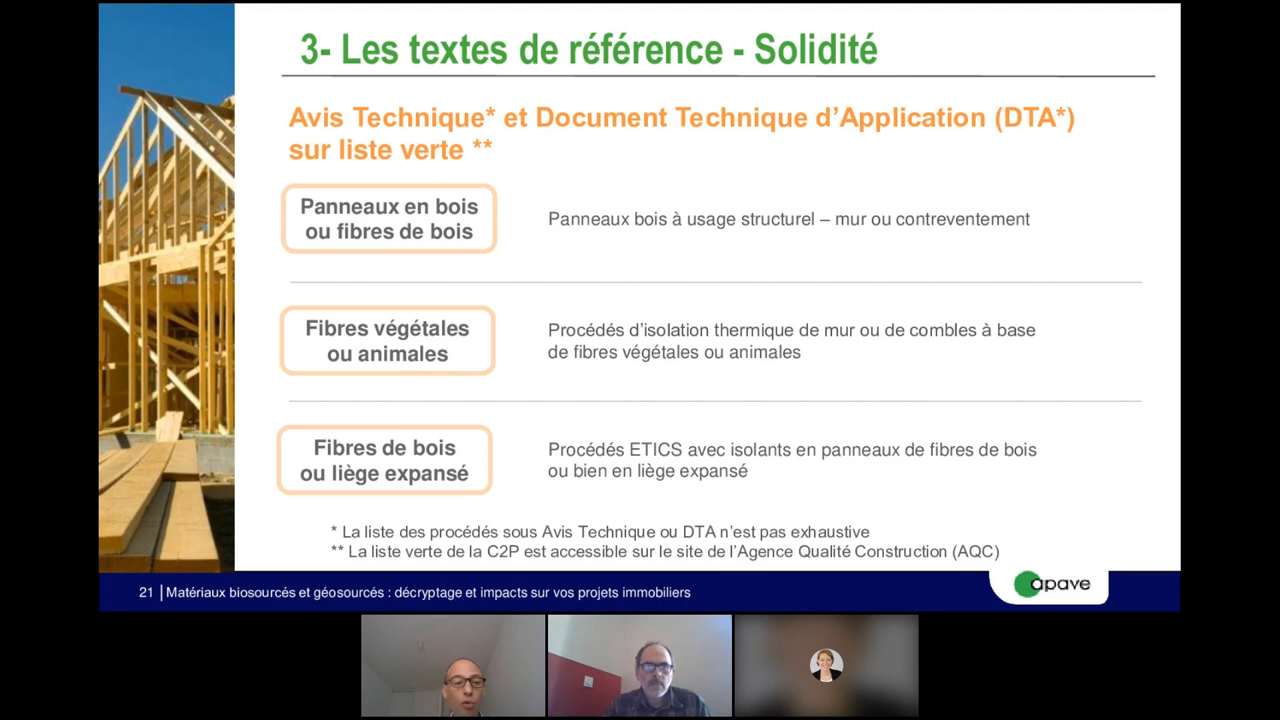 3- Les textes de référence - Solidité
Avis Technique* et Document Technique d’Application (DTA*)
sur liste verte **
Panneaux en bois
ou fibres de bois
Panneaux bois à usage structurel – mur ou contreventement
Fibres végétales
ou animales
Procédés d’isolation thermique de mur ou de combles à base
de fibres végétales ou animales
Fibres de bois
ou liège expansé
Procédés ETICS avec isolants en panneaux de fibres de bois
ou bien en liège expansé
* La liste des procédés sous Avis Technique ou DTA n’est pas exhaustive
** La liste verte de la C2P est accessible sur le site de l’Agence Qualité Construction (AQC)
21 | Matériaux biosourcés et géosourcés : décryptage et impacts sur vos projets immobiliers
apave